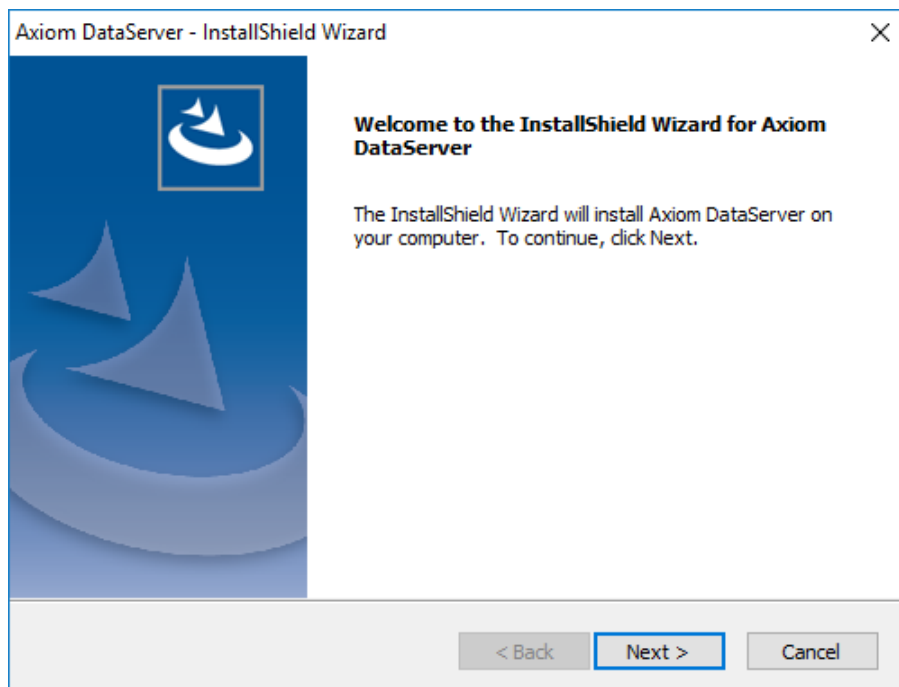 Axiom DataServer - InstallShield Wizard
Welcome to the InstallShield Wizard for Axiom
DataServer
The InstallShield Wizard will install Axiom DataServer on
your computer.  To continue, click Next.
< Back
Next >
Cancel